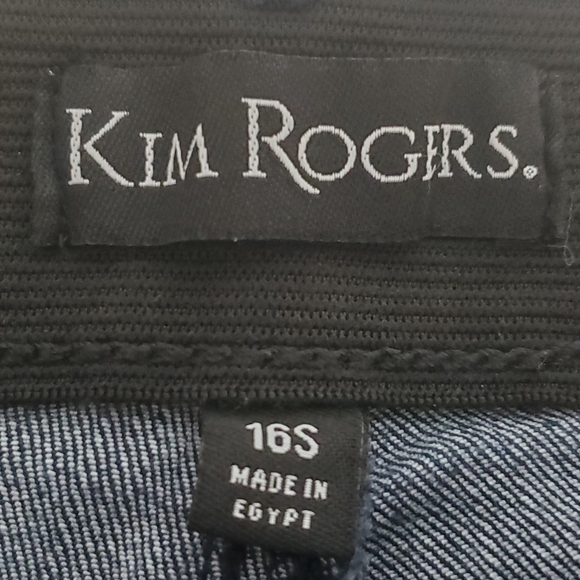 KIM ROGERS.
16S
MADE IN
EGYPT